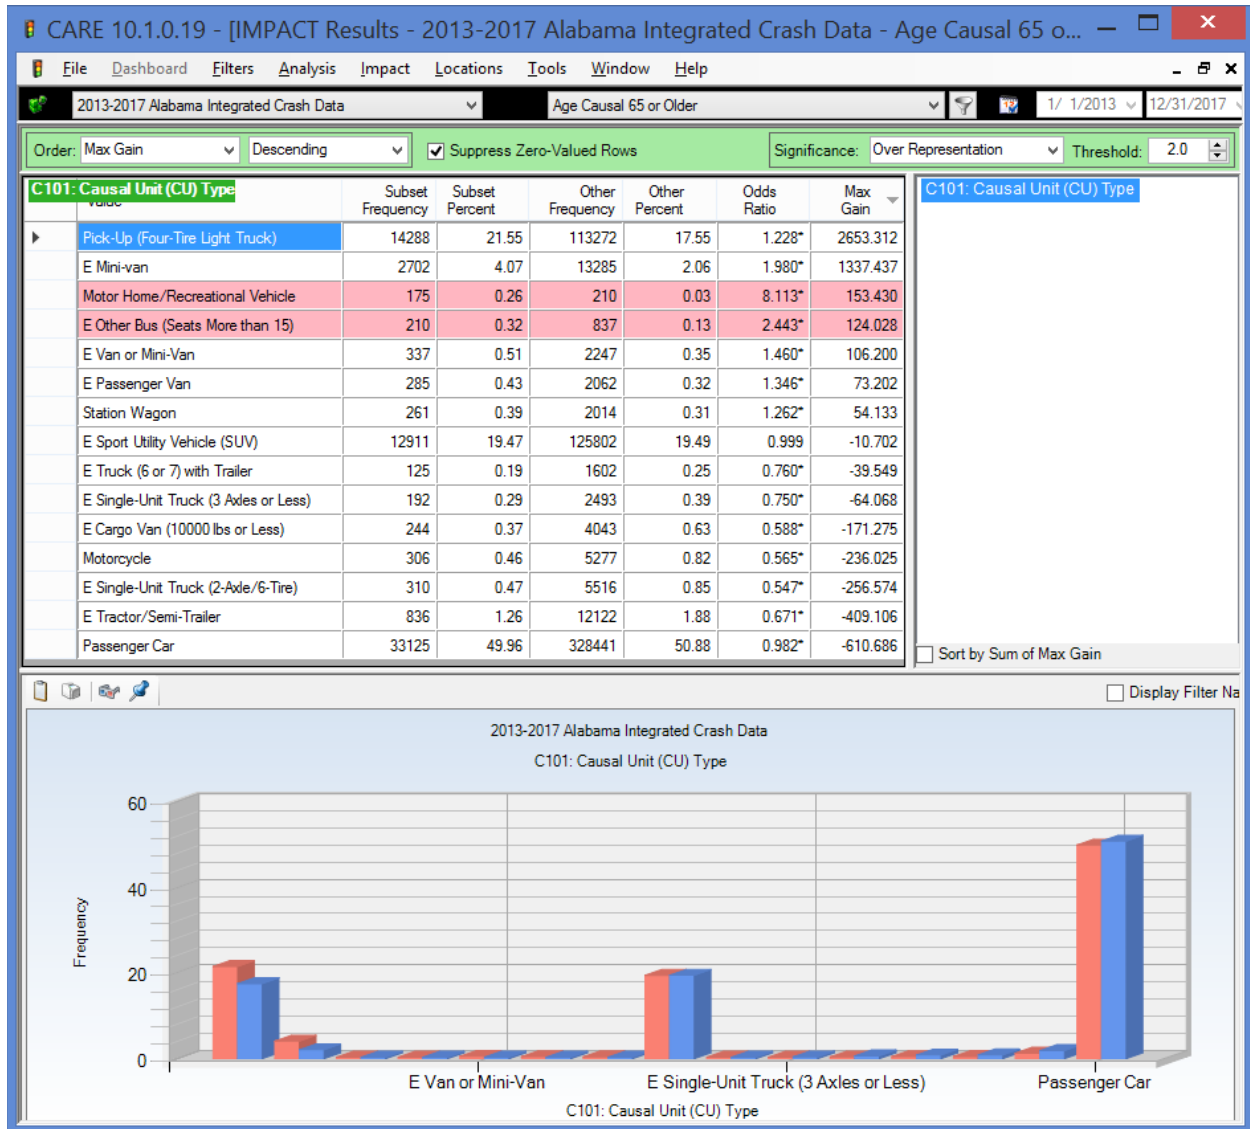 CARE 10.1.0.19 - [IMPACT Results - 2013-2017 Alabama Integrated Crash Data - Age Causal 65 o...
File Dashboard Filters Analysis Impact Locations Tools Window Help
2013-2017 Alabama Integrated Crash Data Age Causal 65 or Older 1/ 1/2013 12/31/2017
Order: Max Gain Descending Suppress Zero-Valued Rows Significance: Over Representation Threshold: 2.0
C101: Causal Unit (CU) Type Subset Frequency Subset Percent Other Frequency Other Percent Odds Ratio Max Gain C101: Causal Unit (CU) Type
Pick-Up (Four-Tire Light Truck) 14288 21.55 113272 17.55 1.228* 2653.312
E Mini-van 2702 4.07 13285 2.06 1.980* 1337.437
Motor Home/Recreational Vehicle 175 0.26 210 0.03 8.113* 153.430
E Other Bus (Seats More than 15) 210 0.32 837 0.13 2.443* 124.028
E Van or Mini-Van 337 0.51 2247 0.35 1.460* 106.200
E Passenger Van 285 0.43 2062 0.32 1.346* 73.202
Station Wagon 261 0.39 2014 0.31 1.262* 54.133
E Sport Utility Vehicle (SUV) 12911 19.47 125802 19.49 0.999 -10.702
E Truck (6 or 7) with Trailer 125 0.19 1602 0.25 0.760* -39.549
E Single-Unit Truck (3 Axles or Less) 192 0.29 2493 0.39 0.750* -64.068
E Cargo Van (10000 lbs or Less) 244 0.37 4043 0.63 0.588* -171.275
Motorcycle 306 0.46 5277 0.82 0.565* -236.025
E Single-Unit Truck (2-Axle/6-Tire) 310 0.47 5516 0.85 0.547* -256.574
E Tractor/Semi-Trailer 836 1.26 12122 1.88 0.671* -409.106
Passenger Car 33125 49.96 328441 50.88 0.982* -610.686
Sort by Sum of Max Gain
Display Filter Na
2013-2017 Alabama Integrated Crash Data
C101: Causal Unit (CU) Type
60
40
20
0
Frequency
E Van or Mini-Van E Single-Unit Truck (3 Axles or Less) Passenger Car
C101: Causal Unit (CU) Type